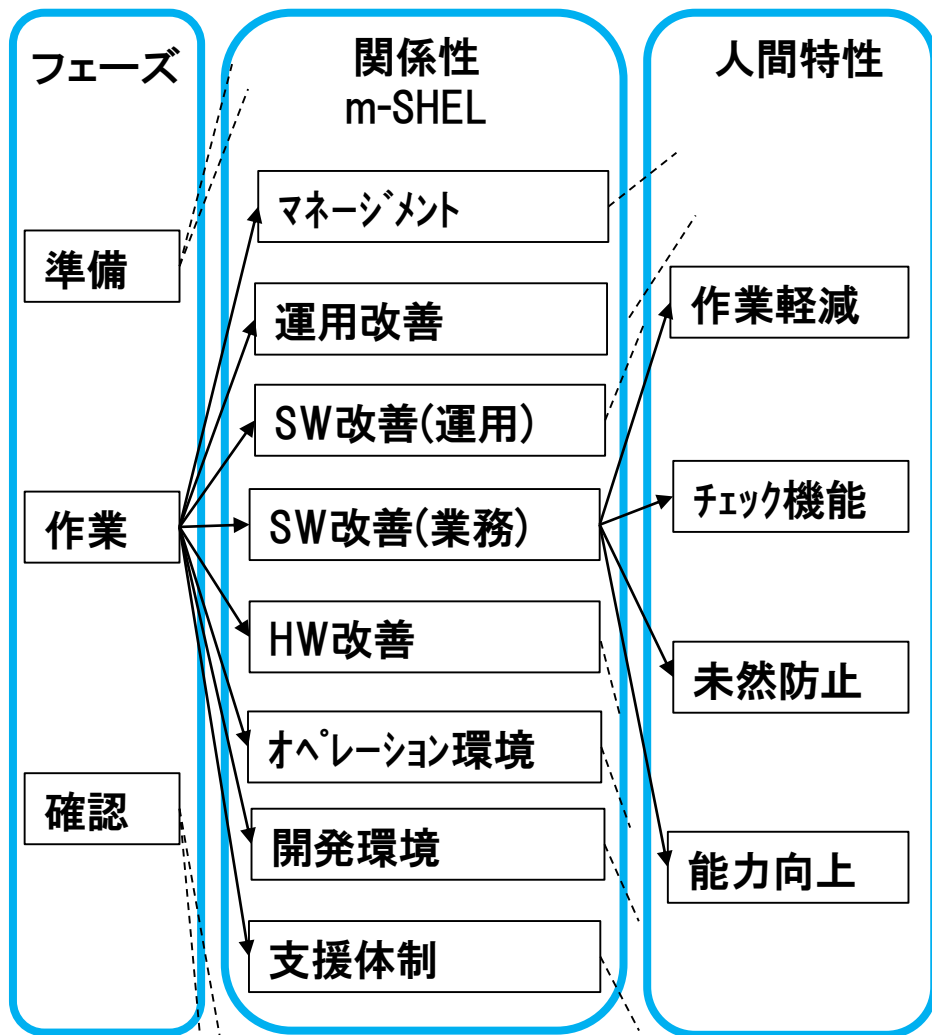 フェーズ
準備
作業
確認
関係性
m-SHEL
ﾏﾈｰｼﾞﾒﾝﾄ
運用改善
SW改善(運用)
SW改善(業務)
HW改善
ｵﾍﾟﾚｰｼｮﾝ環境
開発環境
支援体制
人間特性
作業軽減
ﾁｪｯｸ機能
未然防止
能力向上